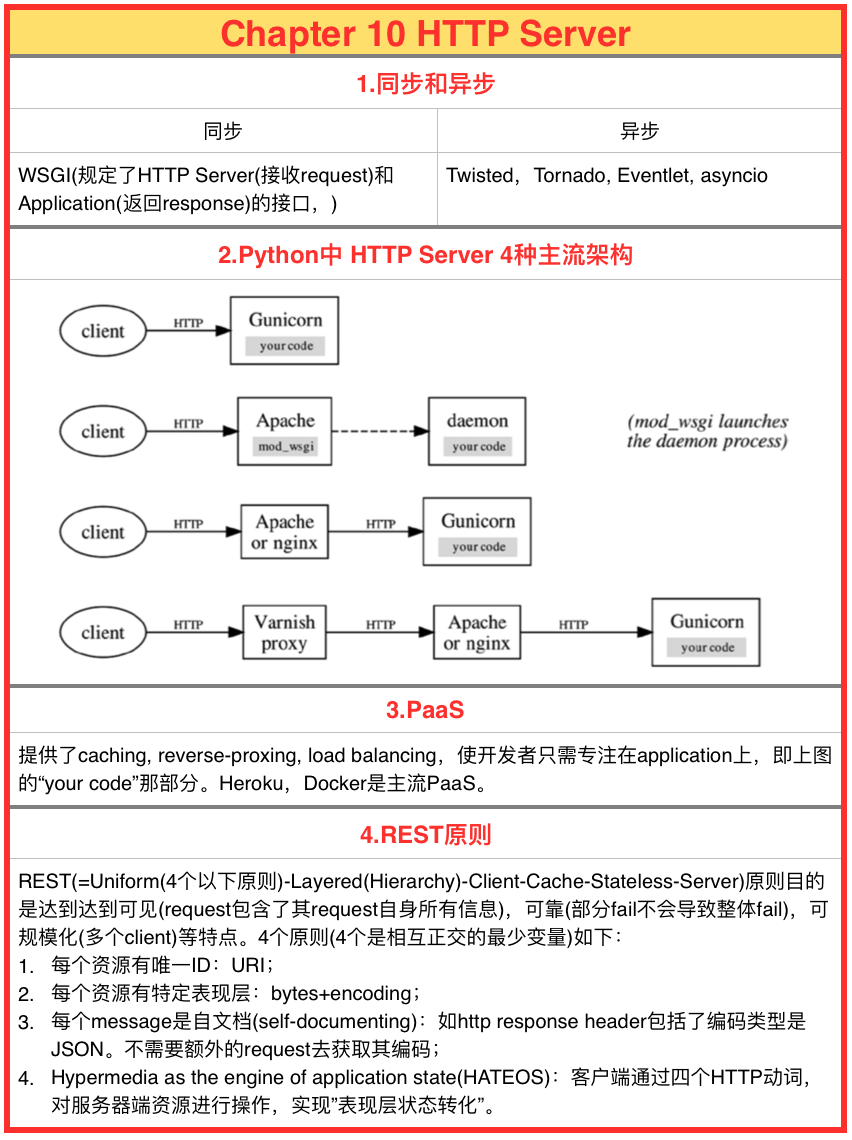 Chapter 10 HTTP Server
1.同步和异步
同步
异步
WSGI(规定了HTTP Server(接收request)和
Application(返回response)的接口，)
Twisted，Tornado, Eventlet, asyncio
2.Python中 HTTP Server 4种主流架构
client
HTTP
Gunicorn
your code
client
HTTP
Apache
mod_wsgi
daemon
your code
(mod_wsgi launches
the daemon process)
client
HTTP
Apache
or nginx
HTTP
Gunicorn
your code
client
HTTP
Varnish
proxy
HTTP
Apache
or nginx
HTTP
Gunicorn
your code
3.PaaS
提供了caching, reverse-proxing, load balancing，使开发者只需专注在application上，即上图
的“your code”那部分。Heroku，Docker是主流PaaS。
4.REST原则
REST(=Uniform(4个以下原则)-Layered(Hierarchy)-Client-Cache-Stateless-Server)原则目的
是达到达到可见(request包含了其request自身所有信息)，可靠(部分fail不会导致整体fail)，可
规模化(多个client)等特点。4个原则(4个是相互正交的最少变量)如下：
1. 每个资源有唯一ID：URI；
2. 每个资源有特定表现层：bytes+encoding；
3. 每个message是自文档(self-documenting)：如http response header包括了编码类型是
JSON。不需要额外的request去获取其编码；
4. Hypermedia as the engine of application state(HATEOS)：客户端通过四个HTTP动词，
对服务器端资源进行操作，实现”表现层状态转化”。